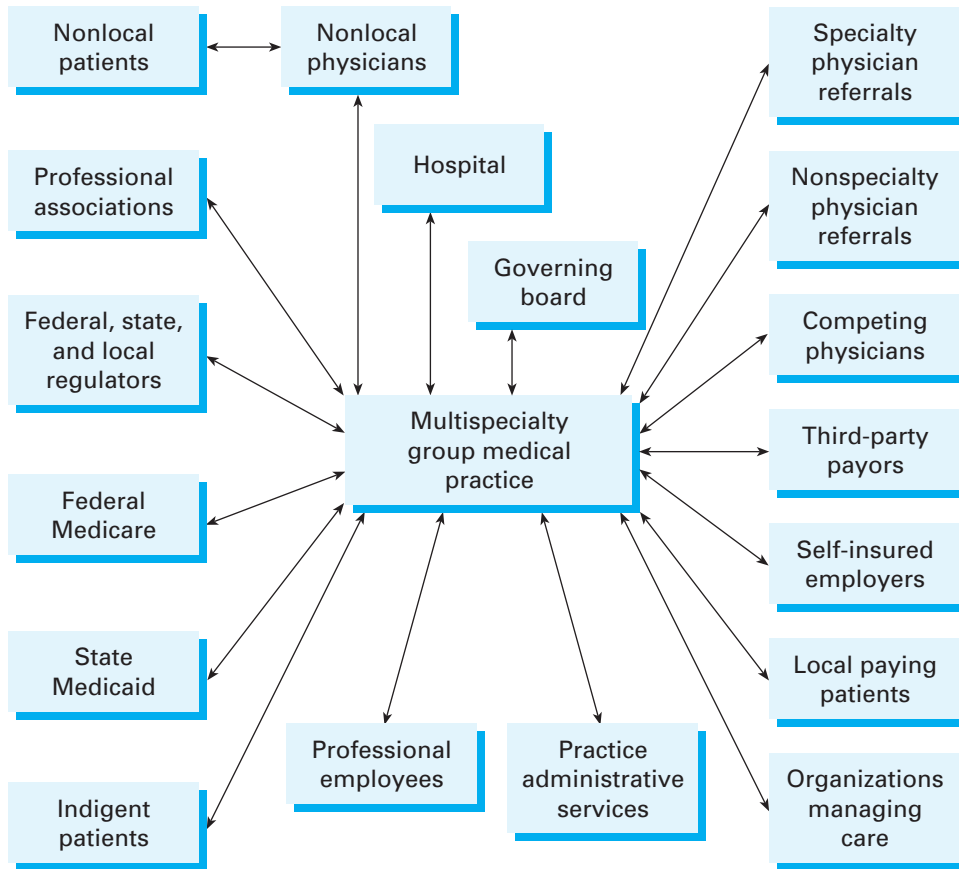 Nonlocal
patients
Nonlocal
physicians
Specialty
physician
referrals
Hospital
Professional
associations
Nonspecialty
physician
referrals
Governing
board
Federal, state,
and local
regulators
Competing
physicians
Multispecialty
group medical
practice
Third-party
payors
Federal
Medicare
Self-insured
employers
State
Medicaid
Local paying
patients
Professional
employees
Practice
administrative
services
Indigent
patients
Organizations
managing
care